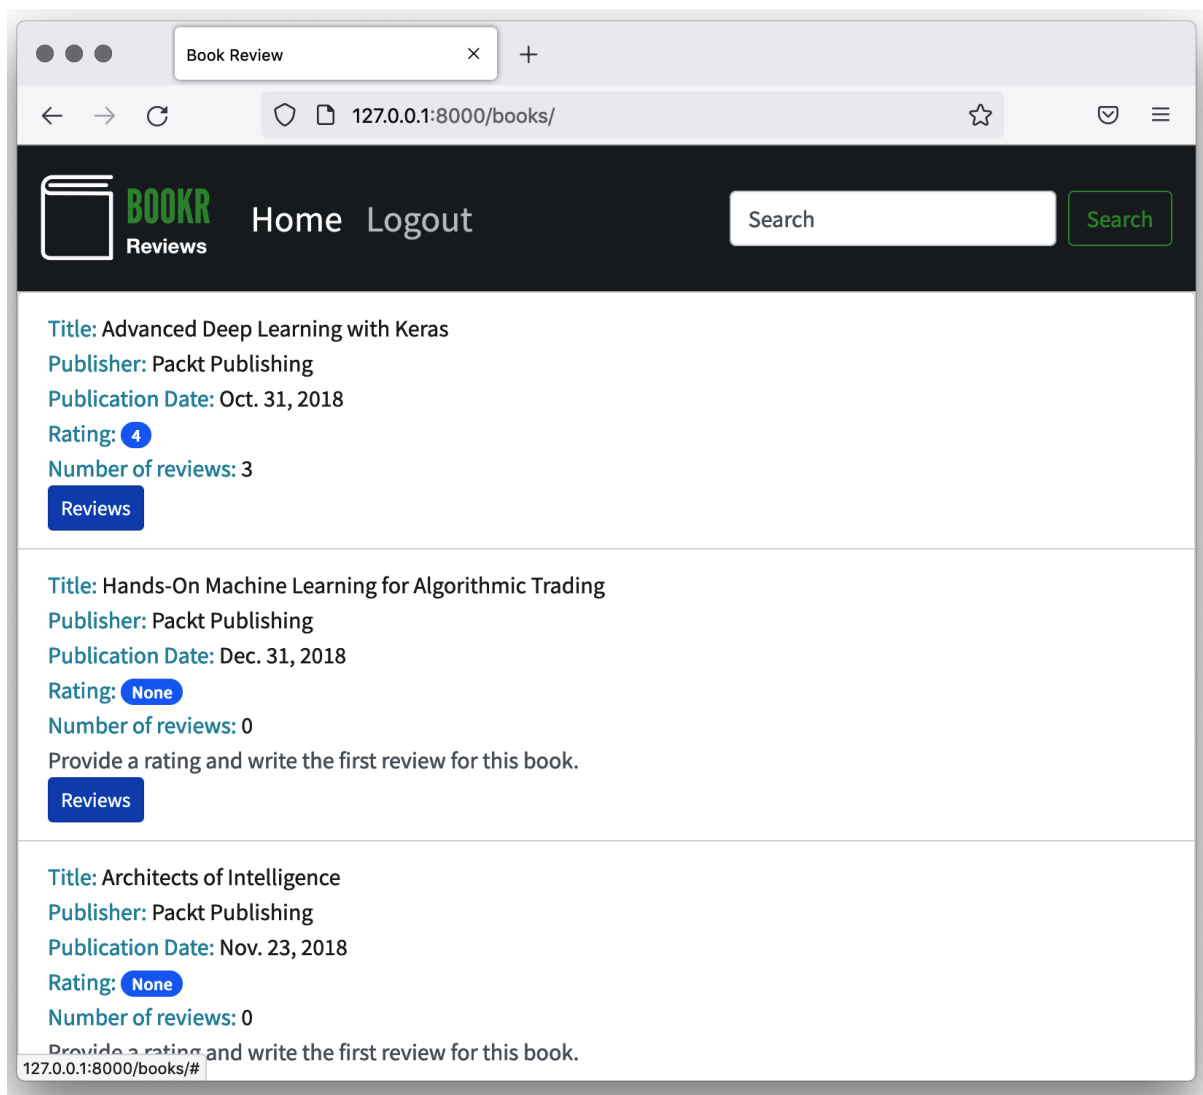 Book Review
127.0.0.1:8000/books/
BOOKR
Reviews
Home Logout
Search
Search
Title: Advanced Deep Learning with Keras
Publisher: Packt Publishing
Publication Date: Oct. 31, 2018
Rating: 4
Number of reviews: 3
Reviews
Title: Hands-On Machine Learning for Algorithmic Trading
Publisher: Packt Publishing
Publication Date: Dec. 31, 2018
Rating: None
Number of reviews: 0
Provide a rating and write the first review for this book.
Reviews
Title: Architects of Intelligence
Publisher: Packt Publishing
Publication Date: Nov. 23, 2018
Rating: None
Number of reviews: 0
Provide a rating and write the first review for this book.
127.0.0.1:8000/books/#